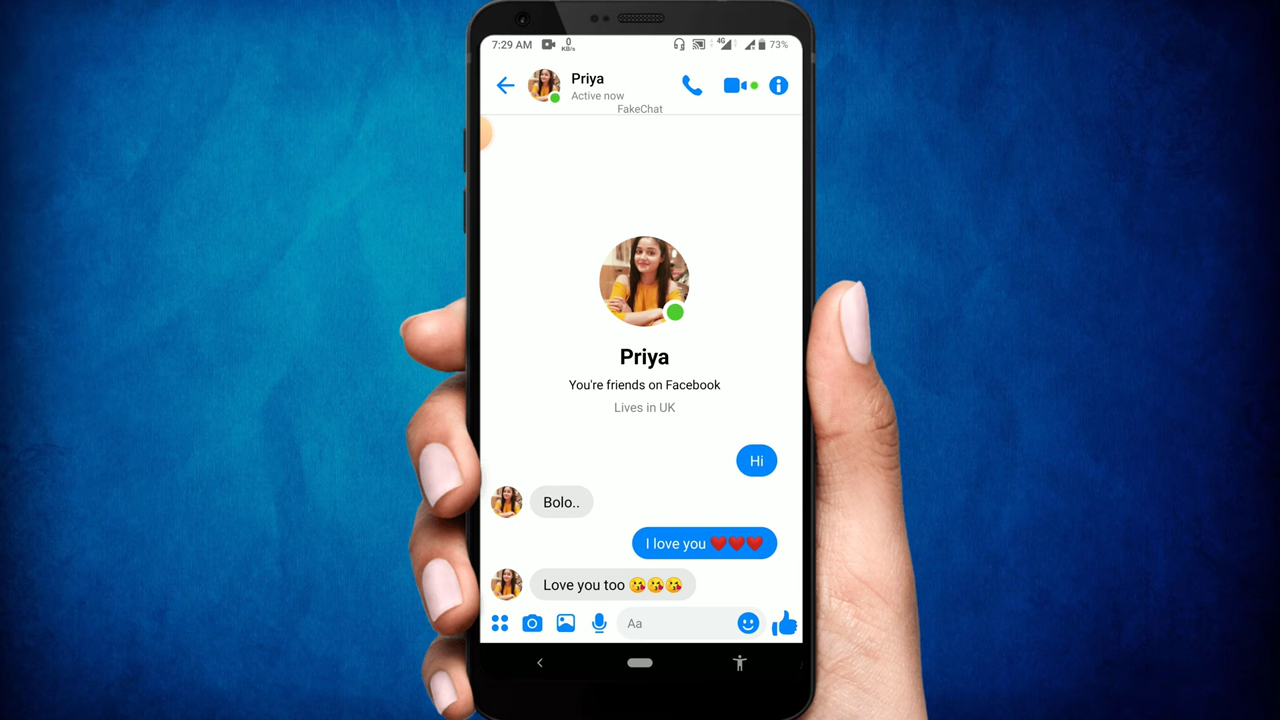 7:29 AM 0 KB/s 4G 73%
Priya
Active now
FakeChat
Priya
You're friends on Facebook
Lives in UK
Hi
Bolo..
I love you ❤️❤️❤️
Love you too 😘😘😘
Aa